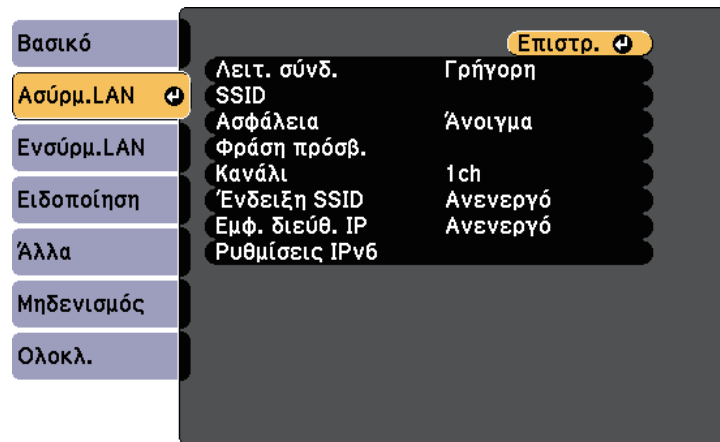 Βασικό
Ασύρμ.LAN
Ενσύρμ.LAN
Ειδοποίηση
Άλλα
Μηδενισμός
Ολοκλ.
Επιστρ.
Λειτ. σύνδ. Γρήγορη
SSID
Ασφάλεια Άνοιγμα
Φράση πρόσβ.
Κανάλι 1ch
Ένδειξη SSID Ανενεργό
Εμφ. διεύθ. IP Ανενεργό
Ρυθμίσεις IPv6